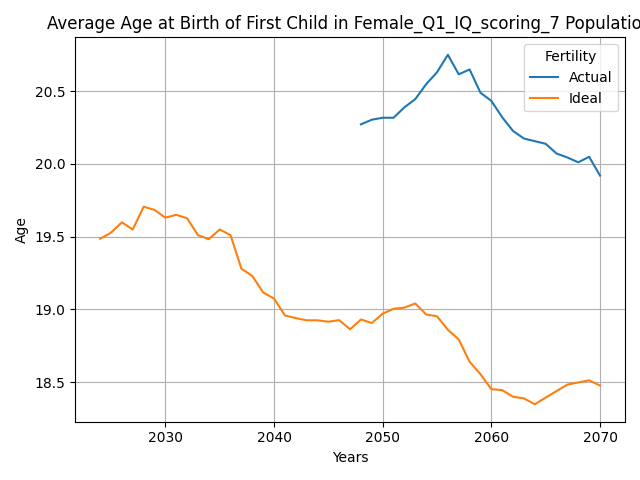 Average Age at Birth of First Child in Female_Q1_IQ_scoring_7 Populatio
Fertility
Actual
Ideal
20.5
20.0
19.5
19.0
18.5
Age
2030 2040 2050 2060 2070
Years